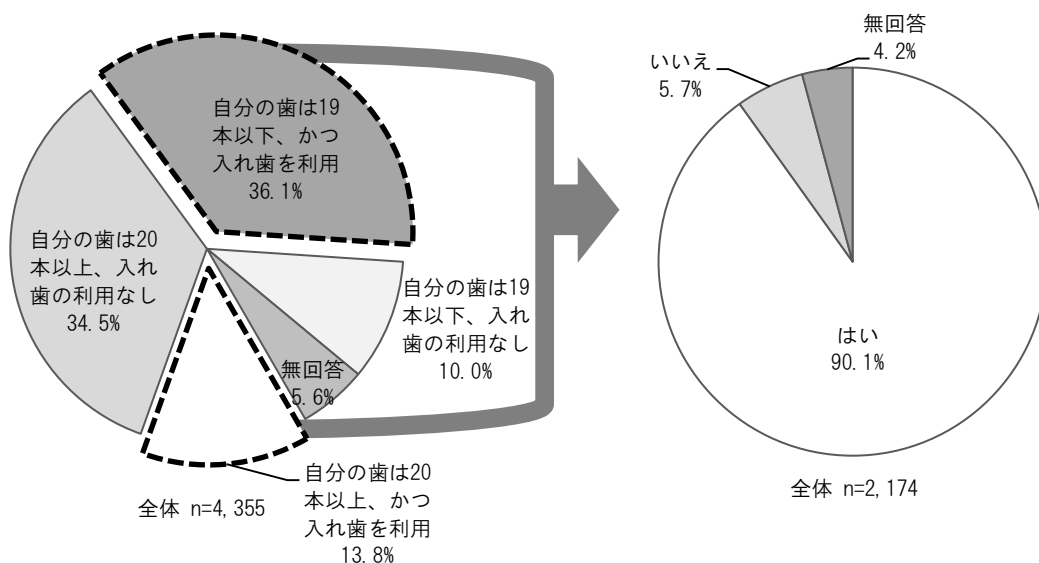 自分の歯は19
本以下、かつ
入れ歯を利用
36.1%
自分の歯は20
本以上、入れ
歯の利用なし
34.5%
自分の歯は19
本以下、入れ
歯の利用なし
10.0%
無回答
5.6%
自分の歯は20
本以上、かつ
入れ歯を利用
13.8%
全体 n=4,355
無回答
4.2%
いいえ
5.7%
はい
90.1%
全体 n=2,174